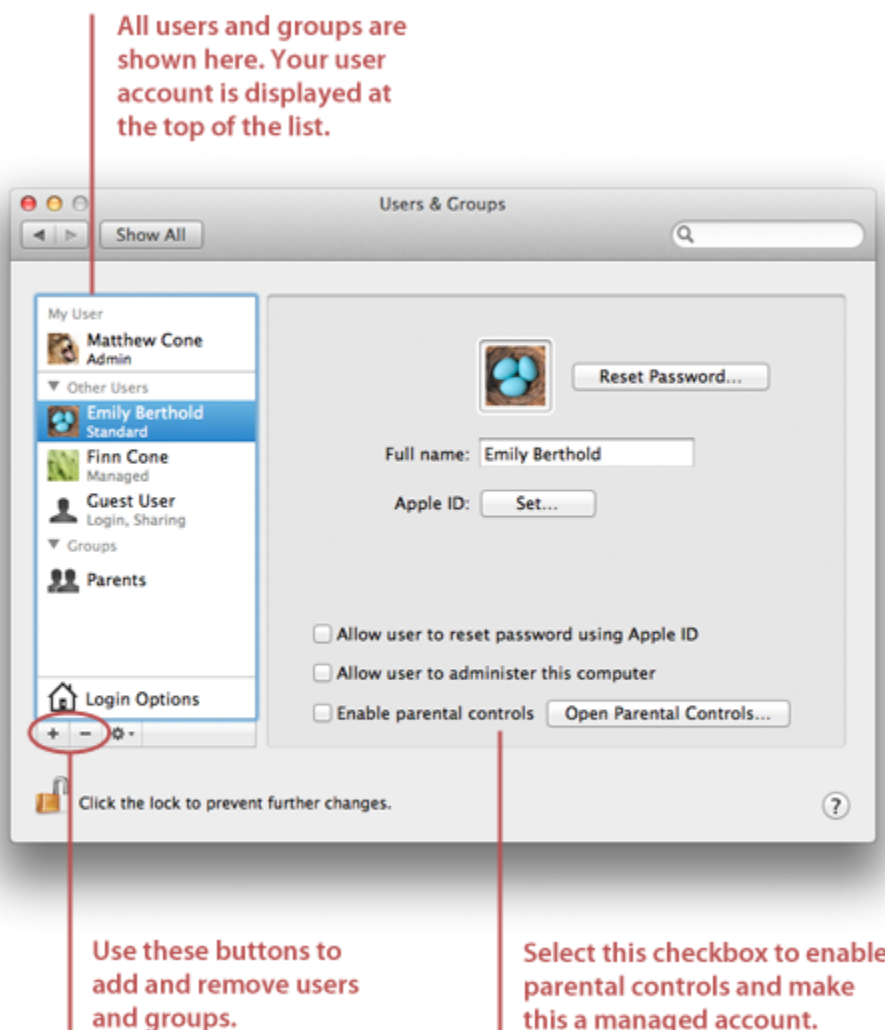 All users and groups are
shown here. Your user
account is displayed at
the top of the list.
Users & Groups
Show All
My User
Matthew Cone
Admin
Other Users
Emily Berthold
Standard
Finn Cone
Managed
Guest User
Login, Sharing
Groups
Parents
Login Options
+ −
Reset Password...
Full name: Emily Berthold
Apple ID: Set...
Allow user to reset password using Apple ID
Allow user to administer this computer
Enable parental controls Open Parental Controls...
Click the lock to prevent further changes.
?
Use these buttons to
add and remove users
and groups.
Select this checkbox to enable
parental controls and make
this a managed account.